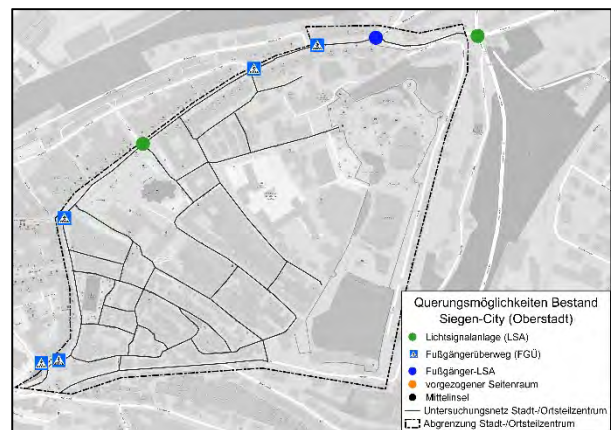 Querungsmöglichkeiten Bestand
Siegen-City (Oberstadt)
Lichtsignalanlage (LSA)
Fußgängerüberweg (FGÜ)
Fußgänger-LSA
vorgezogener Seitenraum
Mittelinsel
Untersuchungsnetz Stadt-/Ortsteilzentrum
Abgrenzung Stadt-/Ortsteilzentrum